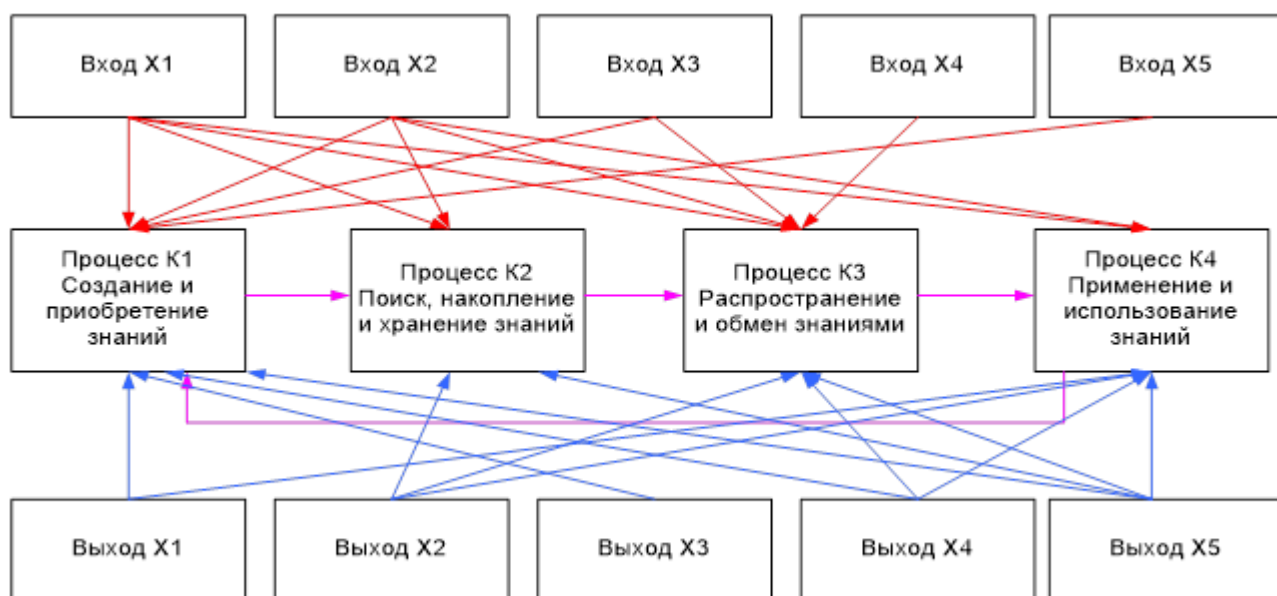 Вход X1
Вход X2
Вход X3
Вход X4
Вход X5
Процесс К1
Создание и
приобретение
знаний
Процесс К2
Поиск, накопление
и хранение знаний
Процесс К3
Распространение
и обмен знаниями
Процесс К4
Применение и
использование
знаний
Выход X1
Выход X2
Выход X3
Выход X4
Выход X5